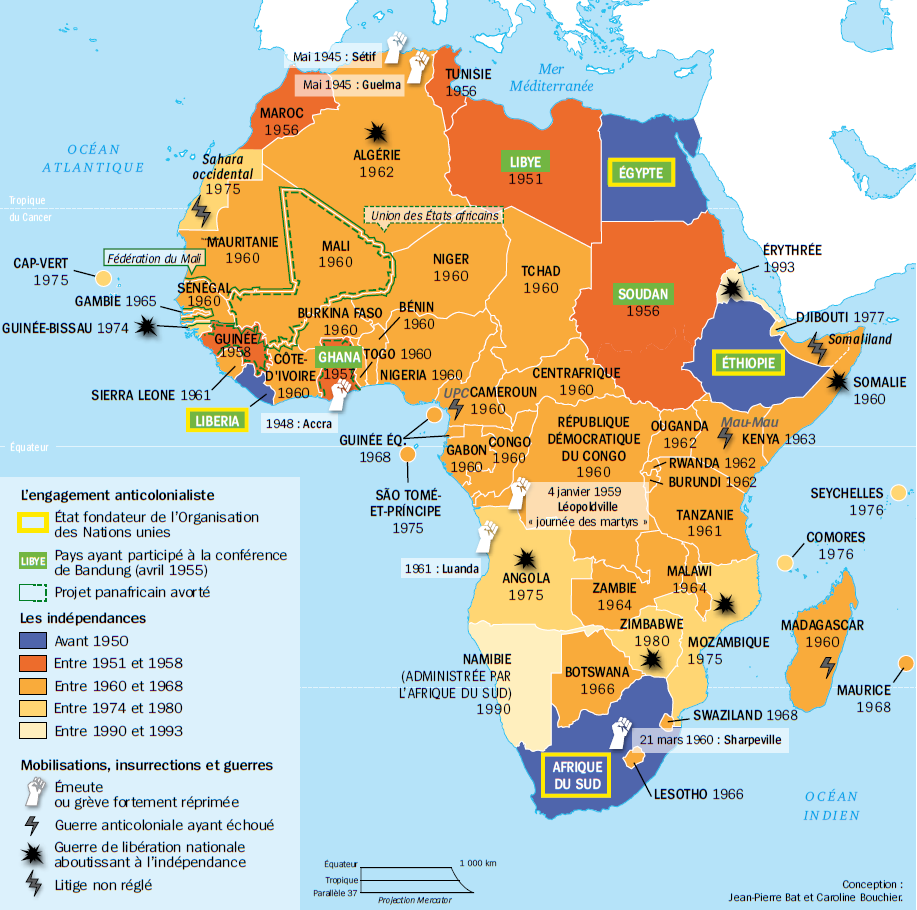 Mai 1945 : Sétif
Mai 1945 : Guelma
TUNISIE
1956
Mer
Méditerranée
MAROC
1956
OCÉAN
ATLANTIQUE
ALGÉRIE
1962
LIBYE
1951
ÉGYPTE
Sahara
occidental
1975
Tropique
du Cancer
Union des États africains
MAURITANIE
1960
MALI
1960
NIGER
1960
TCHAD
1960
ÉRYTHRÉE
1993
Fédération du Mali
CAP-VERT
1975
SÉNÉGAL
1960
GAMBIE 1965
GUINÉE-BISSAU 1974
BURKINA FASO
1960
BÉNIN
1960
SOUDAN
1956
DJIBOUTI 1977
Somaliland
GUINÉE
1958
CÔTE-
D'IVOIRE
1960
GHANA
1957
TOGO 1960
NIGERIA 1960
CENTRAFRIQUE
1960
ÉTHIOPIE
SOMALIE
1960
SIERRA LEONE 1961
LIBERIA
1948 : Accra
UPC
CAMEROUN
1960
GUINÉE ÉQ.
1968
GABON
1960
CONGO
1960
RÉPUBLIQUE
DÉMOCRATIQUE
DU CONGO
1960
OUGANDA
1962
Mau-Mau
KENYA 1963
Équateur
RWANDA 1962
BURUNDI 1962
SÃO TOMÉ-
ET-PRÍNCIPE
1975
4 janvier 1959
Léopoldville
« journée des martyrs »
TANZANIE
1961
SEYCHELLES
1976
COMORES
1976
1961 : Luanda
ANGOLA
1975
ZAMBIE
1964
MALAWI
1964
ZIMBABWE
1980
MOZAMBIQUE
1975
MADAGASCAR
1960
MAURICE
1968
NAMIBIE
(ADMINISTRÉE PAR
L'AFRIQUE DU SUD)
1990
BOTSWANA
1966
SWAZILAND 1968
21 mars 1960 : Sharpeville
AFRIQUE
DU SUD
LESOTHO 1966
OCÉAN
INDIEN
L'engagement anticolonialiste
État fondateur de l'Organisation
des Nations unies
LIBYE
Pays ayant participé à la conférence
de Bandung (avril 1955)
Projet panafricain avorté
Les indépendances
Avant 1950
Entre 1951 et 1958
Entre 1960 et 1968
Entre 1974 et 1980
Entre 1990 et 1993
Mobilisations, insurrections et guerres
Émeute
ou grève fortement réprimée
Guerre anticoloniale ayant échoué
Guerre de libération nationale
aboutissant à l'indépendance
Litige non réglé
Équateur
1 000 km
Tropique
Parallèle 37
Projection Mercator
Conception :
Jean-Pierre Bat et Caroline Bouchier.